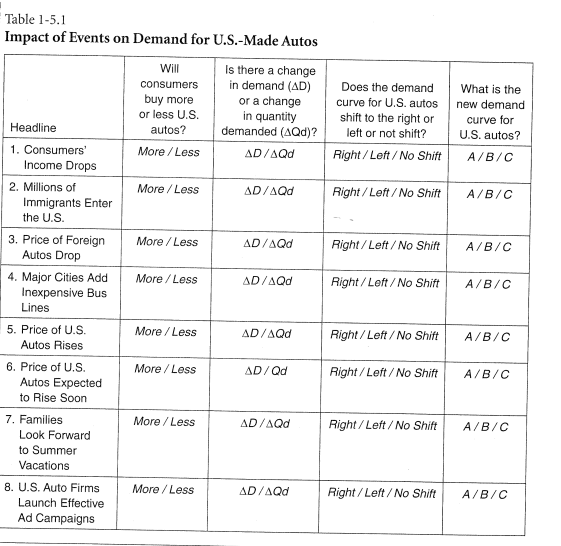 Table 1-5.1
Impact of Events on Demand for U.S.-Made Autos
Headline
Will
consumers
buy more
or less U.S.
autos?
Is there a change
in demand (ΔD)
or a change
in quantity
demanded (ΔQd)?
Does the demand
curve for U.S. autos
shift to the right or
left or not shift?
What is the
new demand
curve for
U.S. autos?
1. Consumers'
Income Drops
More / Less
ΔD / ΔQd
Right / Left / No Shift
A / B / C
2. Millions of
Immigrants Enter
the U.S.
More / Less
ΔD / ΔQd
Right / Left / No Shift
A / B / C
3. Price of Foreign
Autos Drop
More / Less
ΔD / ΔQd
Right / Left / No Shift
A / B / C
4. Major Cities Add
Inexpensive Bus
Lines
More / Less
ΔD / ΔQd
Right / Left / No Shift
A / B / C
5. Price of U.S.
Autos Rises
More / Less
ΔD / ΔQd
Right / Left / No Shift
A / B / C
6. Price of U.S.
Autos Expected
to Rise Soon
More / Less
ΔD / Qd
Right / Left / No Shift
A / B / C
7. Families
Look Forward
to Summer
Vacations
More / Less
ΔD / ΔQd
Right / Left / No Shift
A / B / C
8. U.S. Auto Firms
Launch Effective
Ad Campaigns
More / Less
ΔD / ΔQd
Right / Left / No Shift
A / B / C